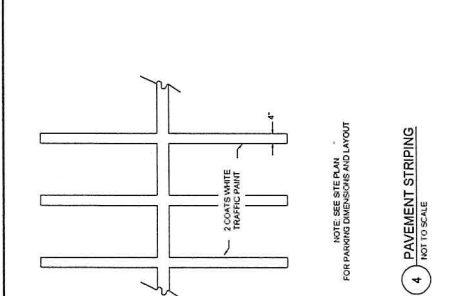 2 COATS WHITE
TRAFFIC PAINT
4"
NOTE: SEE SITE PLAN
FOR PARKING DIMENSIONS AND LAYOUT
4
PAVEMENT STRIPING
NOT TO SCALE